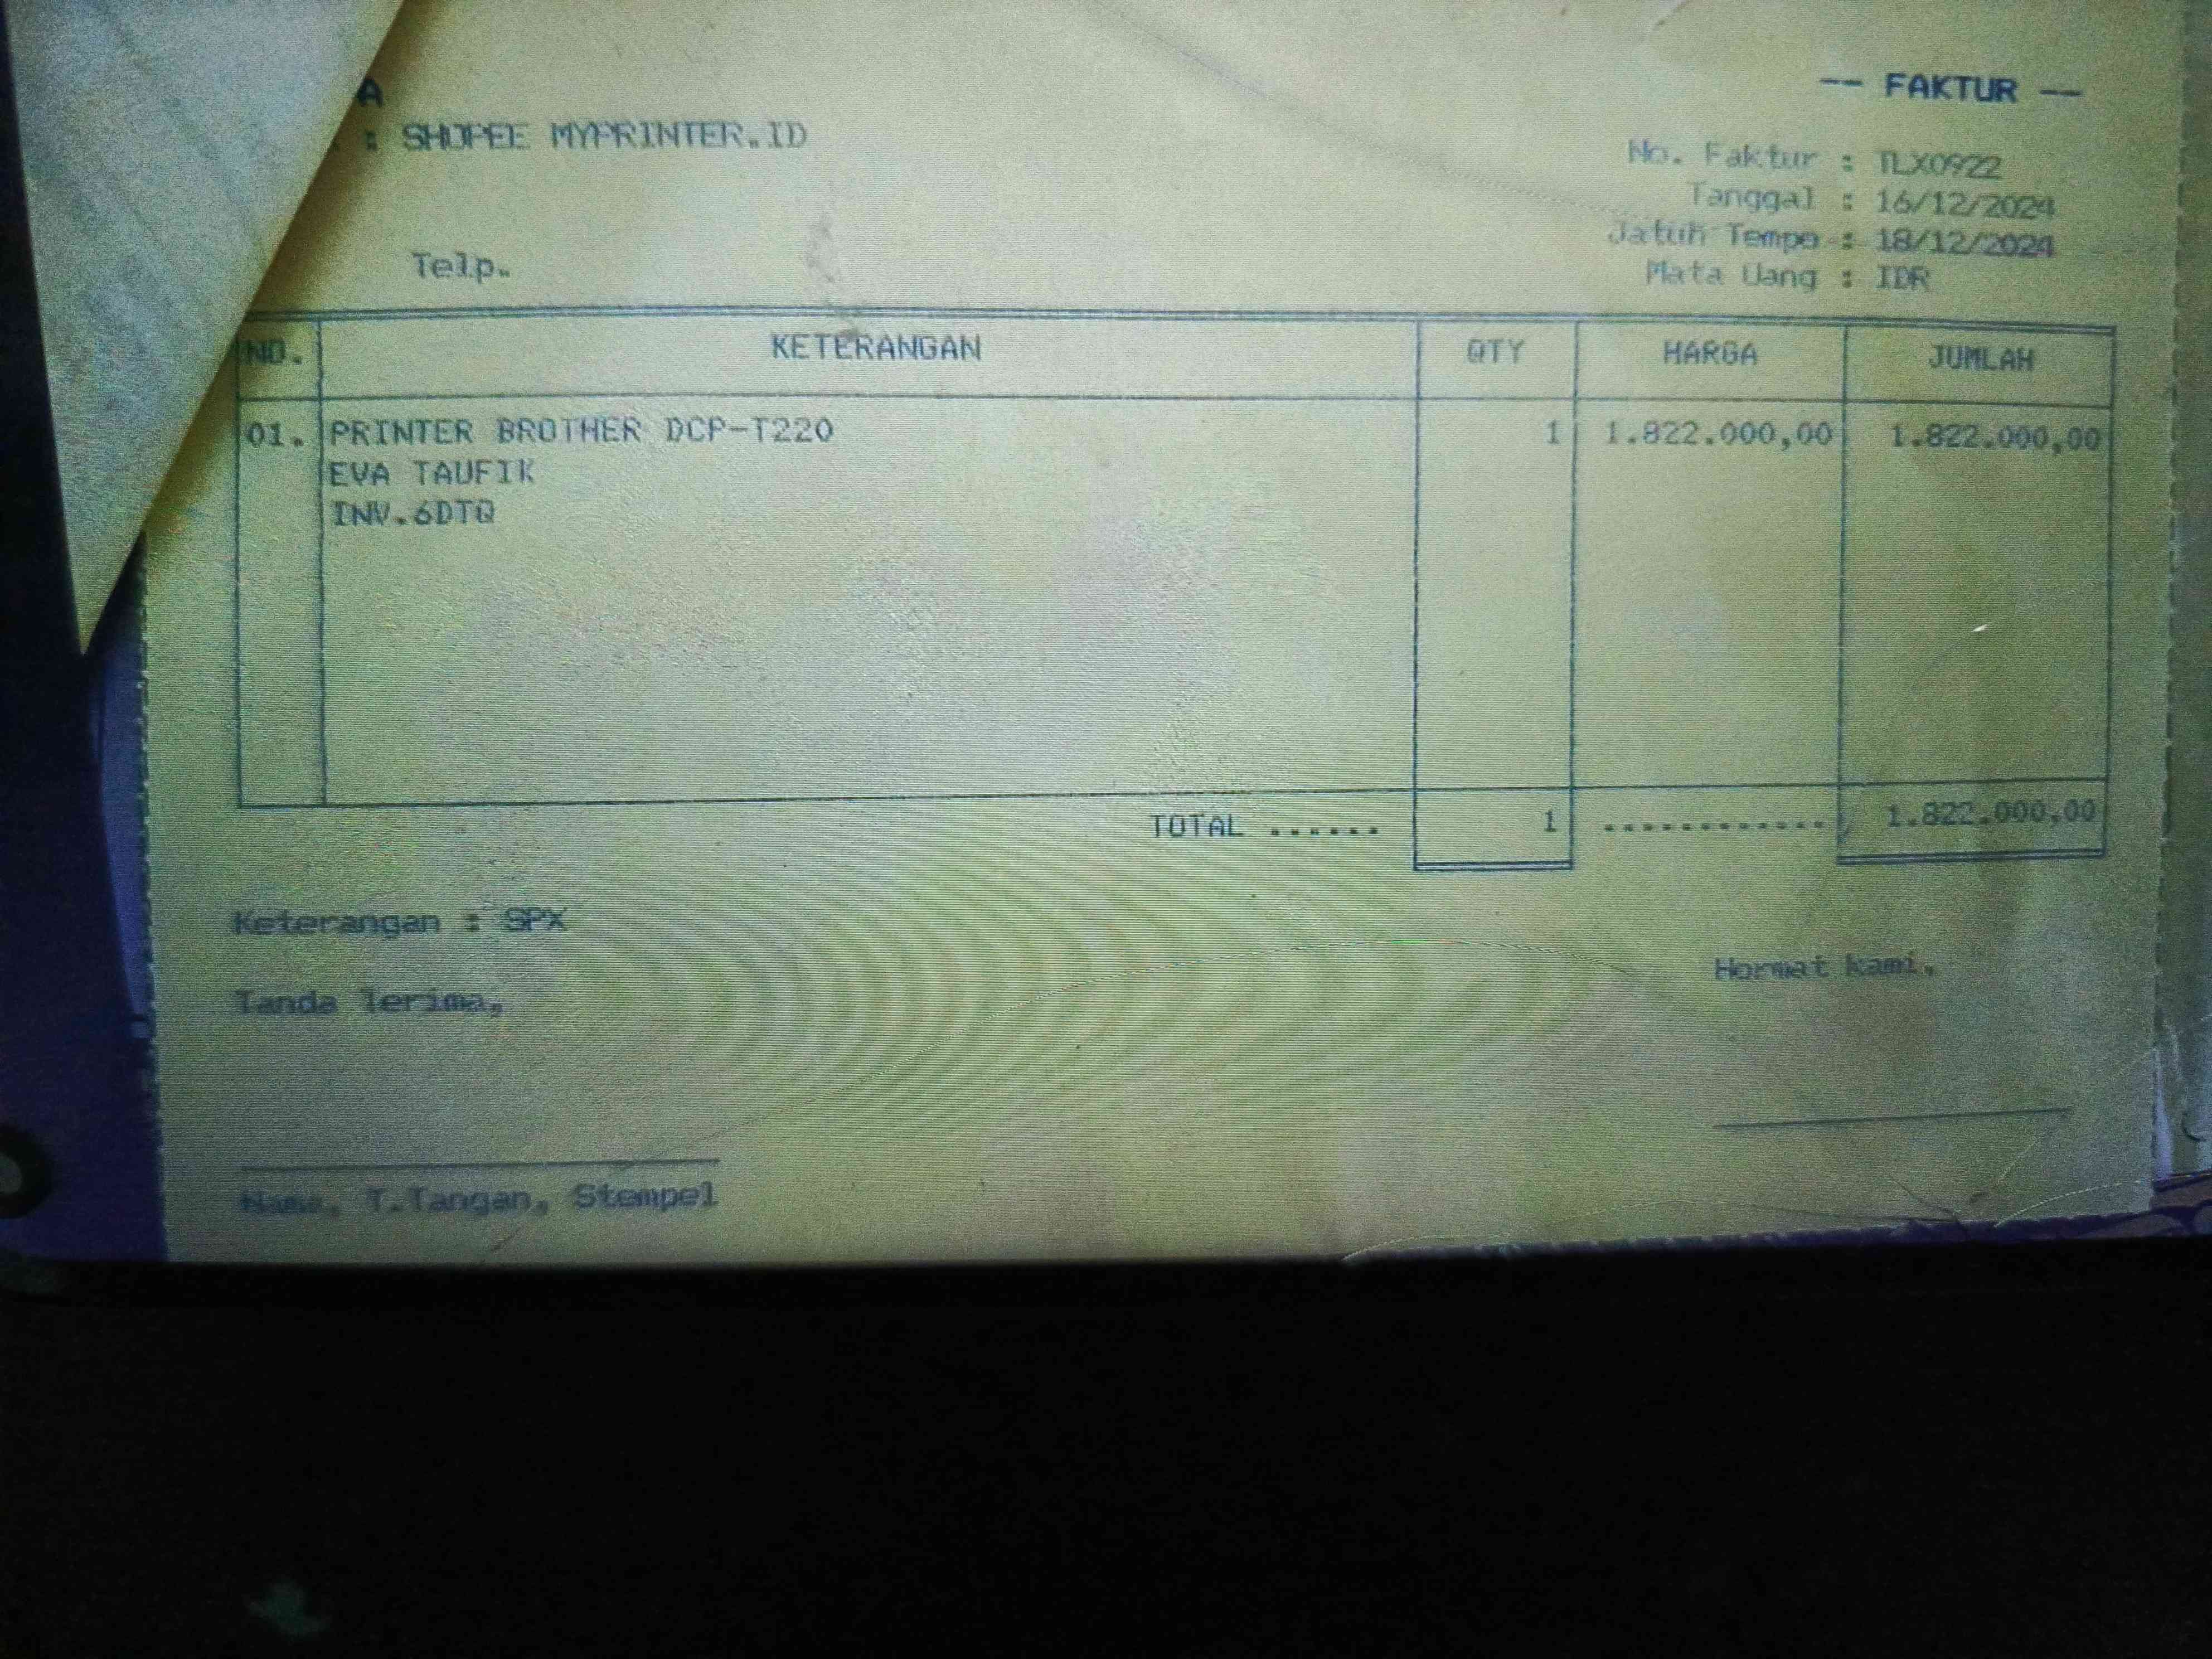 A
-- FAKTUR --
: SHOPEE MYPRINTER.ID
No. Faktur : TLX0922
Tanggal : 16/12/2024
Jatuh Tempo : 18/12/2024
Telp.
Mata Uang : IDR
NO. KETERANGAN QTY HARGA JUMLAH
01. PRINTER BROTHER DCP-T220 1 1.822.000,00 1.822.000,00
EVA TAUFIK
INV.6DTQ
TOTAL ...... 1 ............ 1.822.000,00
Keterangan : SPX
Hormat kami,
Tanda Terima,
Nama, T.Tangan, Stempel